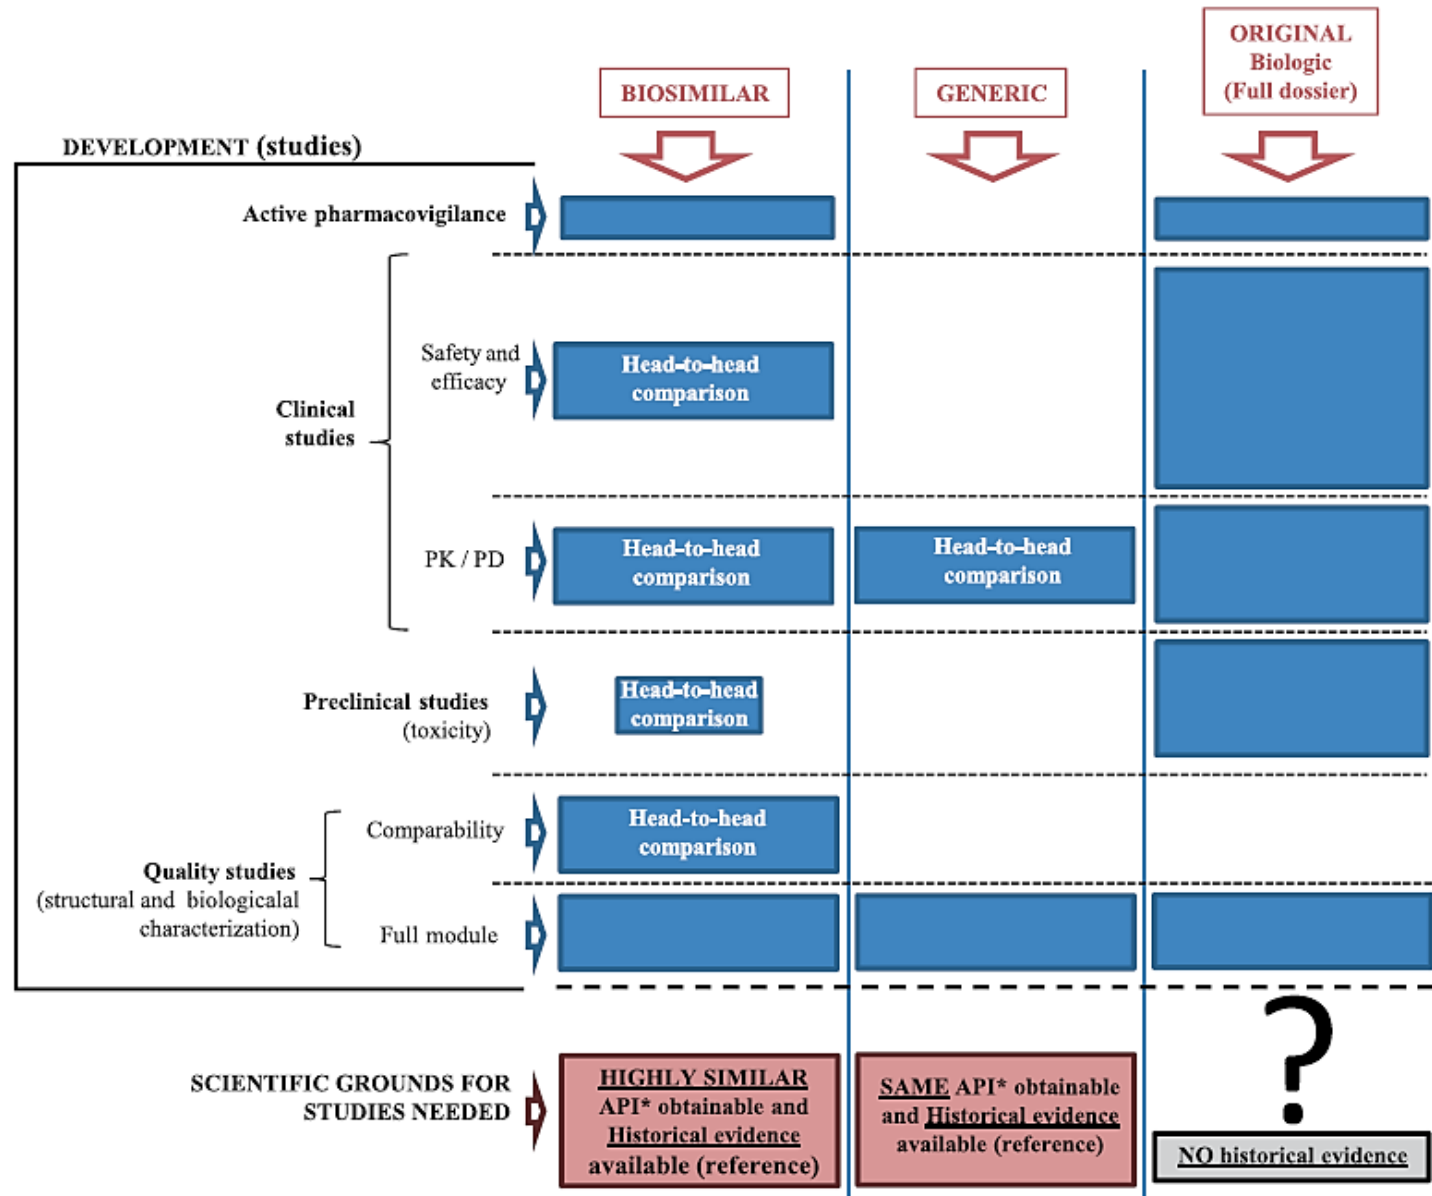 ORIGINAL
Biologic
(Full dossier)
BIOSIMILAR
GENERIC
DEVELOPMENT (studies)
Active pharmacovigilance
Safety and
efficacy
Head-to-head
comparison
Clinical
studies
PK / PD
Head-to-head
comparison
Head-to-head
comparison
Preclinical studies
(toxicity)
Head-to-head
comparison
Comparability
Head-to-head
comparison
Quality studies
(structural and biologicalal
characterization)
Full module
SCIENTIFIC GROUNDS FOR
STUDIES NEEDED
HIGHLY SIMILAR
API* obtainable and
Historical evidence
available (reference)
SAME API* obtainable
and Historical evidence
available (reference)
?
NO historical evidence